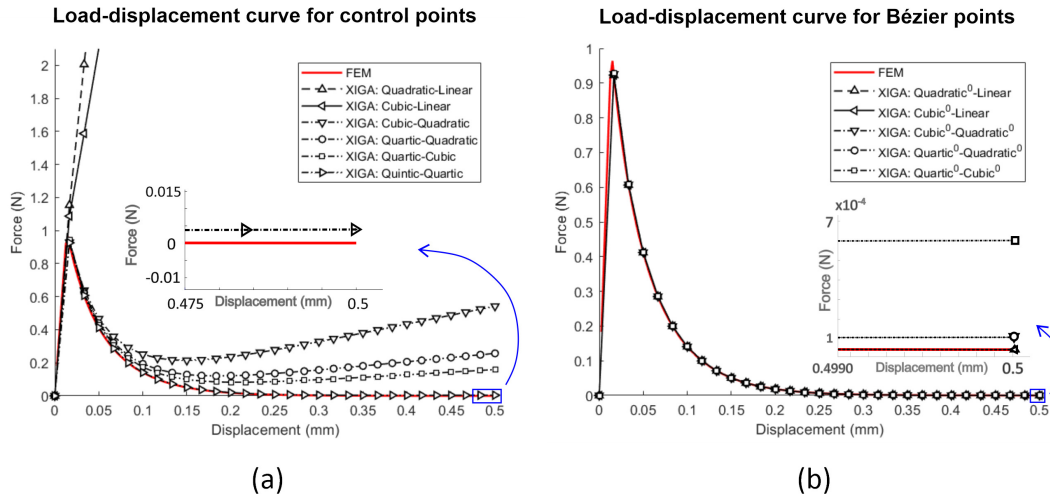 Load-displacement curve for control points
2
1.8
1.6
1.4
1.2
1
0.8
0.6
0.4
0.2
0
Force (N)
0
0.05
0.1
0.15
0.2
0.25
0.3
0.35
0.4
0.45
0.5
Displacement (mm)
FEM
XIGA: Quadratic-Linear
XIGA: Cubic-Linear
XIGA: Cubic-Quadratic
XIGA: Quartic-Quadratic
XIGA: Quartic-Cubic
XIGA: Quintic-Quartic
0.015
0
-0.01
Force (N)
0.475
Displacement (mm)
0.5
(a)
Load-displacement curve for Bézier points
1
0.9
0.8
0.7
0.6
0.5
0.4
0.3
0.2
0.1
0
Force (N)
0
0.05
0.1
0.15
0.2
0.25
0.3
0.35
0.4
0.45
0.5
Displacement (mm)
FEM
XIGA: Quadratic⁰-Linear
XIGA: Cubic⁰-Linear
XIGA: Cubic⁰-Quadratic⁰
XIGA: Quartic⁰-Quadratic⁰
XIGA: Quartic⁰-Cubic⁰
x10⁻⁴
7
1
Force (N)
0.4990
Displacement (mm)
0.5
(b)